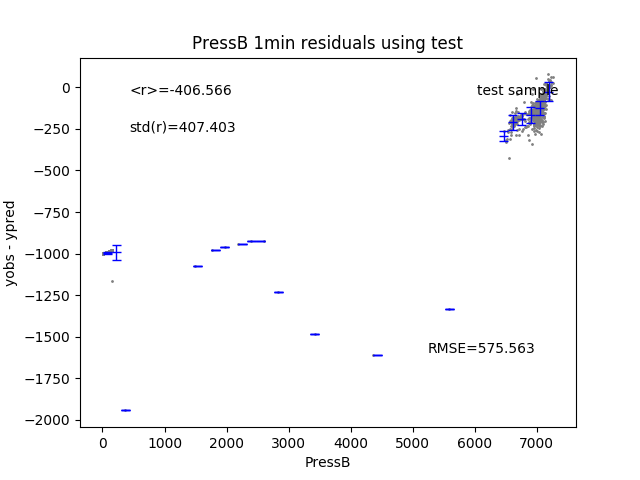 PressB 1min residuals using test
<r>=-406.566
test sample
std(r)=407.403
RMSE=575.563
yobs - ypred
0
−250
−500
−750
−1000
−1250
−1500
−1750
−2000
0 1000 2000 3000 4000 5000 6000 7000
PressB